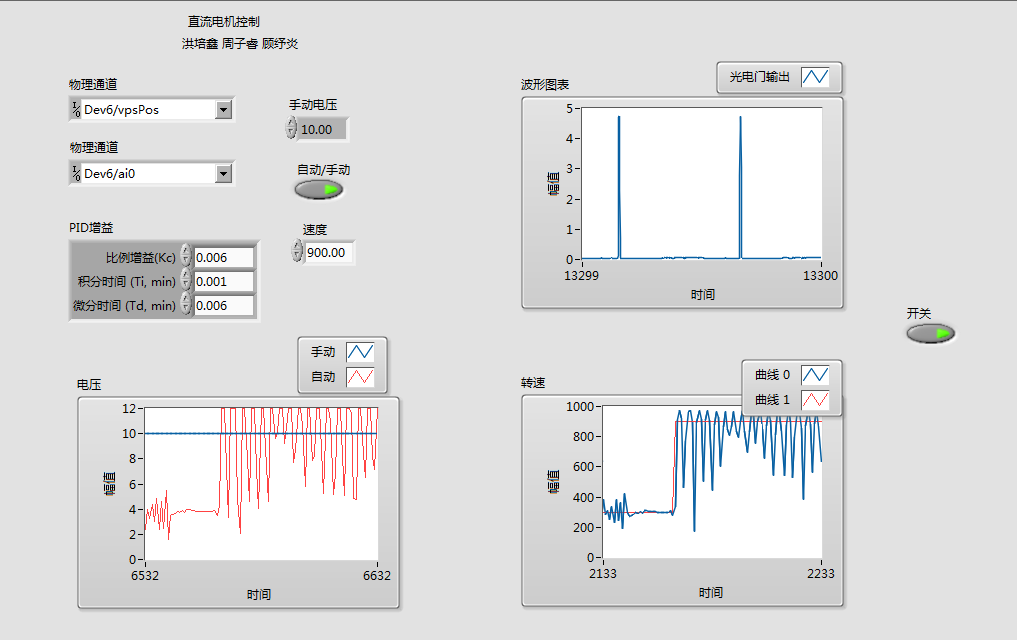 直流电机控制
洪培鑫 周子睿 顾纾炎
物理通道
Dev6/vpsPos
物理通道
Dev6/ai0
手动电压
10.00
自动/手动
速度
900.00
PID增益
比例增益(Kc) 0.006
积分时间 (Ti, min) 0.001
微分时间 (Td, min) 0.006
波形图表
光电门输出
5
4
3
2
1
0
幅值
13299 13300
时间
开关
电压
手动
自动
12
10
8
6
4
2
0
幅值
6532 6632
时间
转速
曲线 0
曲线 1
1000
800
600
400
200
0
幅值
2133 2233
时间